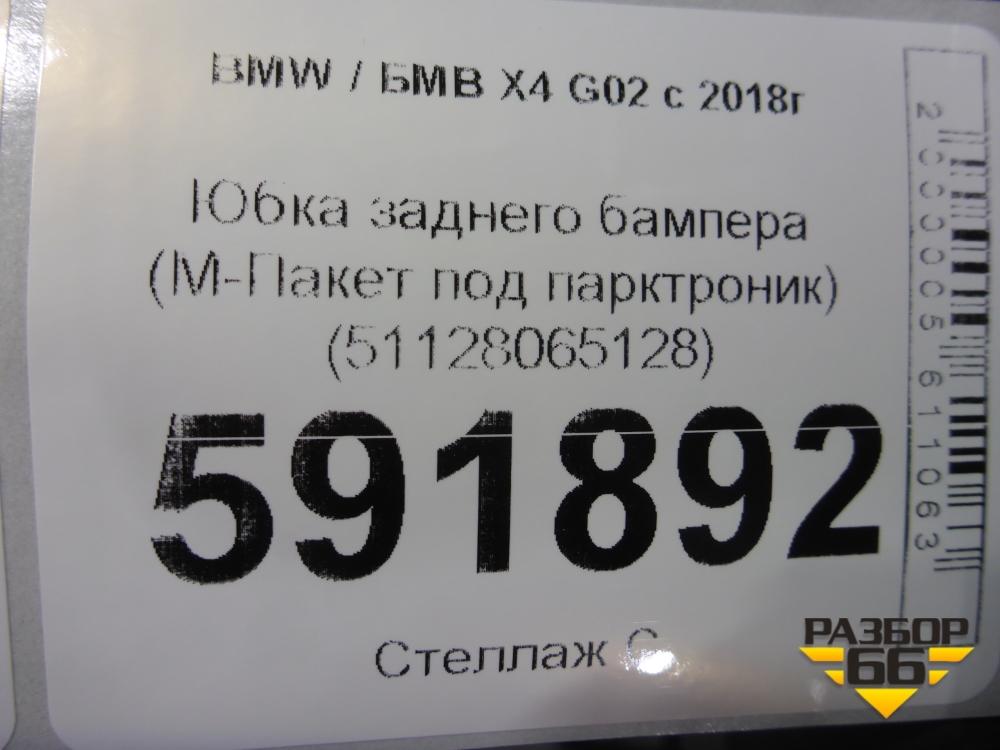 BMW / БМВ X4 G02 с 2018г
Юбка заднего бампера
(М-Пакет под парктроник)
(51128065128)
591892
Стеллаж С
2000005611063
РАЗБОР
66